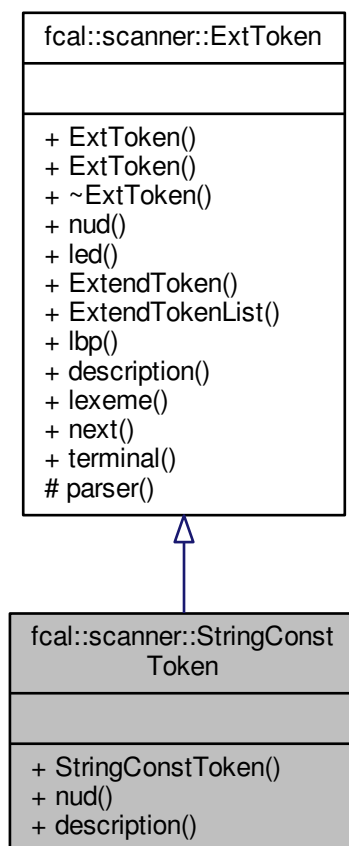 fcal::scanner::ExtToken
+ ExtToken()
+ ExtToken()
+ ~ExtToken()
+ nud()
+ led()
+ ExtendToken()
+ ExtendTokenList()
+ lbp()
+ description()
+ lexeme()
+ next()
+ terminal()
# parser()
fcal::scanner::StringConst
Token
+ StringConstToken()
+ nud()
+ description()